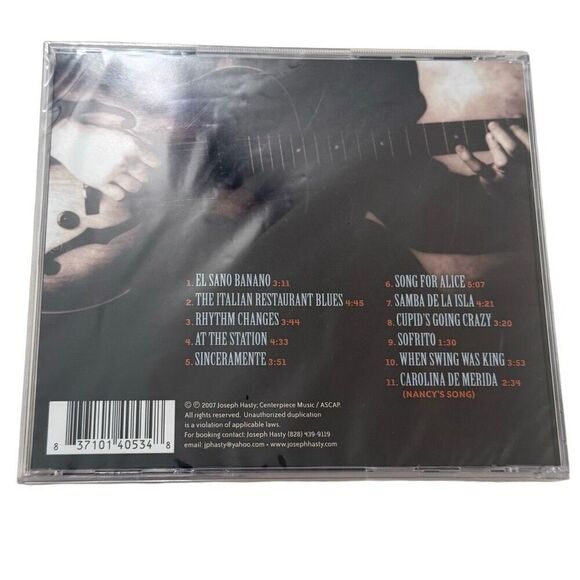 1. EL SANO BANANO 3:11
2. THE ITALIAN RESTAURANT BLUES 4:45
3. RHYTHM CHANGES 3:44
4. AT THE STATION 4:33
5. SINCERAMENTE 3:51
6. SONG FOR ALICE 5:07
7. SAMBA DE LA ISLA 4:21
8. CUPID'S GOING CRAZY 3:20
9. SOFRITO 1:30
10. WHEN SWING WAS KING 3:53
11. CAROLINA DE MERIDA 2:34
(NANCY'S SONG)
© ℗ 2007 Joseph Hasty; Centerpiece Music / ASCAP.
All rights reserved. Unauthorized duplication
is a violation of applicable laws.
For booking contact: Joseph Hasty (828) 439-9119
email: jphasty@yahoo.com • www.josephhasty.com
8 37101 40534 8